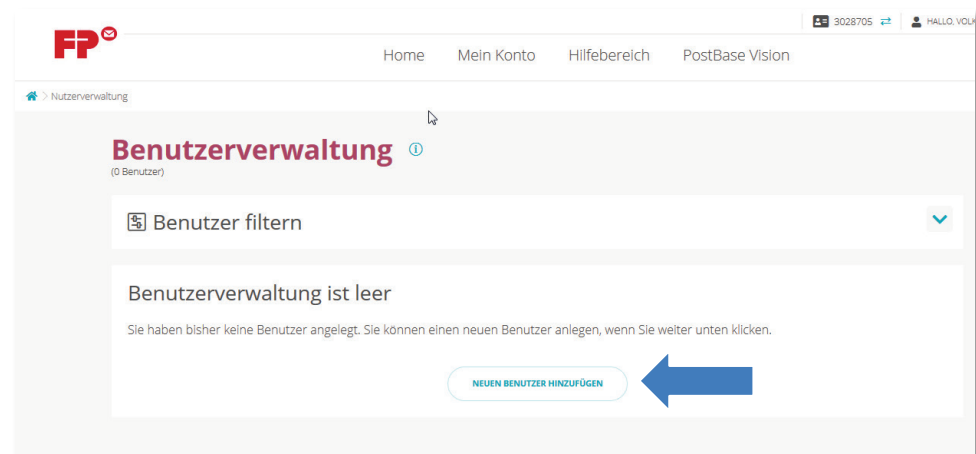 3028705 HALLO, VOLK
FP
Home Mein Konto Hilfebereich PostBase Vision
> Nutzerverwaltung
Benutzerverwaltung
(0 Benutzer)
Benutzer filtern
Benutzerverwaltung ist leer
Sie haben bisher keine Benutzer angelegt. Sie können einen neuen Benutzer anlegen, wenn Sie weiter unten klicken.
NEUEN BENUTZER HINZUFÜGEN